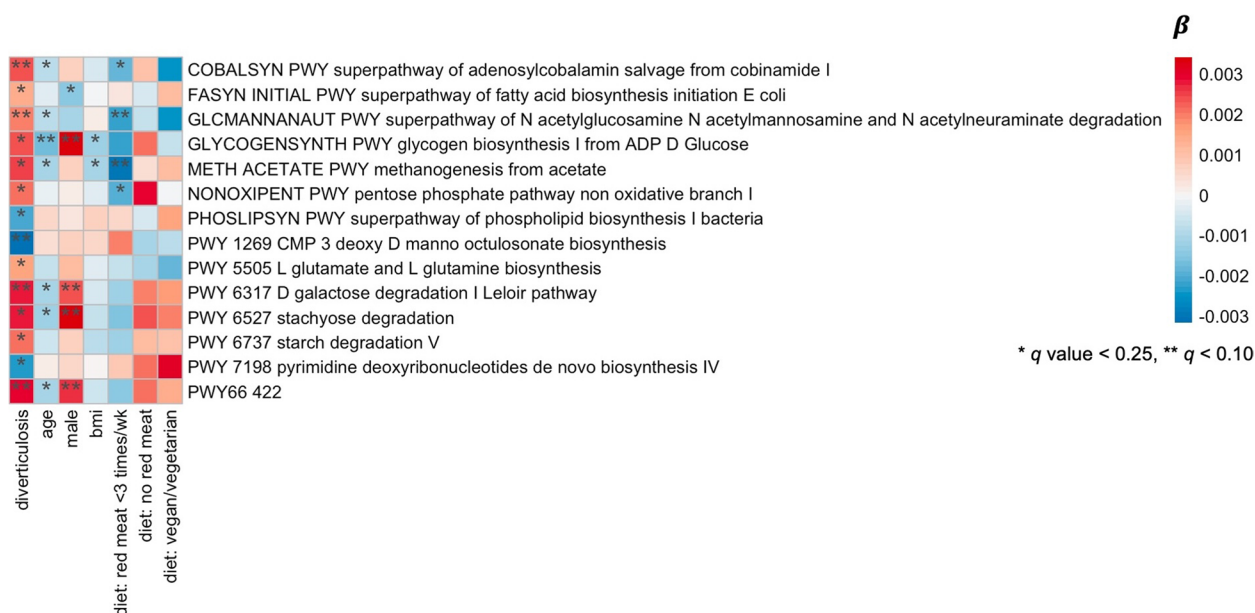 β
** * * COBALSYN PWY superpathway of adenosylcobalamin salvage from cobinamide I
* * FASYN INITIAL PWY superpathway of fatty acid biosynthesis initiation E coli
** * ** GLCMANNANAUT PWY superpathway of N acetylglucosamine N acetylmannosamine and N acetylneuraminate degradation
* ** ** * GLYCOGENSYNTH PWY glycogen biosynthesis I from ADP D Glucose
* * * ** METH ACETATE PWY methanogenesis from acetate
* * NONOXIPENT PWY pentose phosphate pathway non oxidative branch I
* PHOSLIPSYN PWY superpathway of phospholipid biosynthesis I bacteria
** PWY 1269 CMP 3 deoxy D manno octulosonate biosynthesis
* PWY 5505 L glutamate and L glutamine biosynthesis
** * ** PWY 6317 D galactose degradation I Leloir pathway
* * ** PWY 6527 stachyose degradation
* PWY 6737 starch degradation V
* PWY 7198 pyrimidine deoxyribonucleotides de novo biosynthesis IV
** * ** PWY66 422
diverticulosis
age
male
bmi
diet: red meat <3 times/wk
diet: no red meat
diet: vegan/vegetarian
0.003
0.002
0.001
0
-0.001
-0.002
-0.003
* q value < 0.25, ** q < 0.10